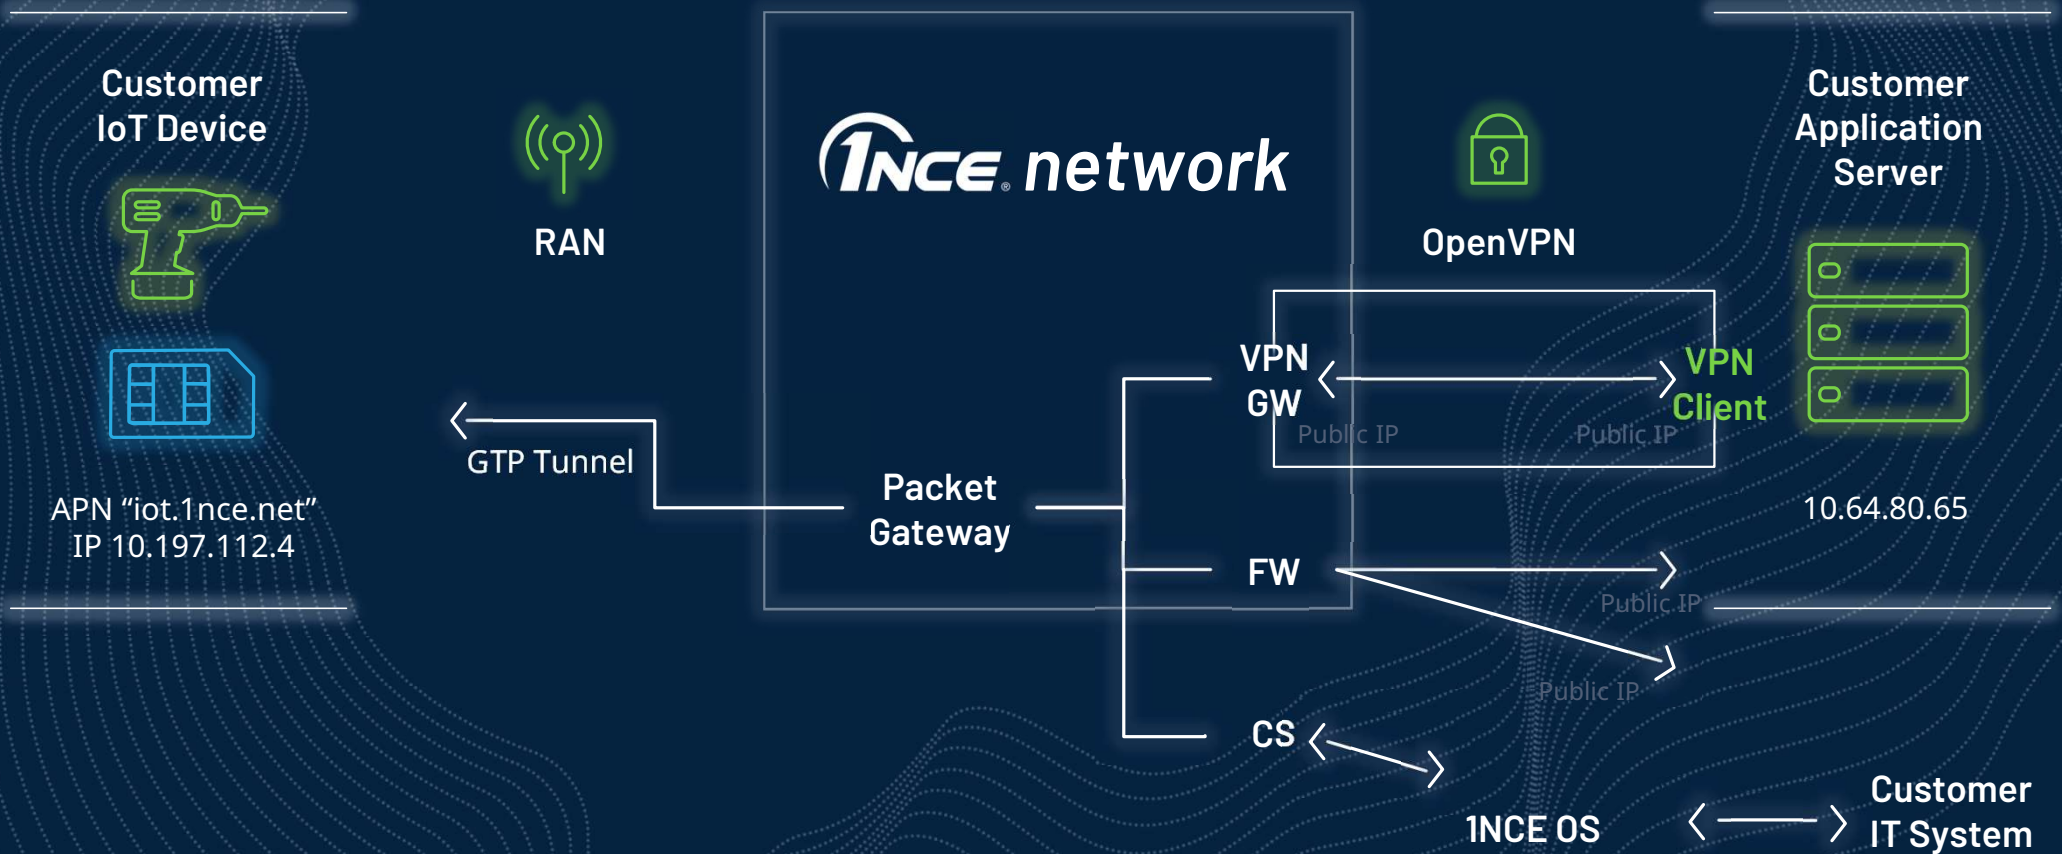 Customer
IoT Device
APN “iot.1nce.net”
IP 10.197.112.4
RAN
GTP Tunnel
1NCE® network
Packet
Gateway
VPN
GW
FW
CS
OpenVPN
Public IP
Public IP
VPN
Client
Public IP
Public IP
Customer
Application
Server
10.64.80.65
1NCE OS
Customer
IT System